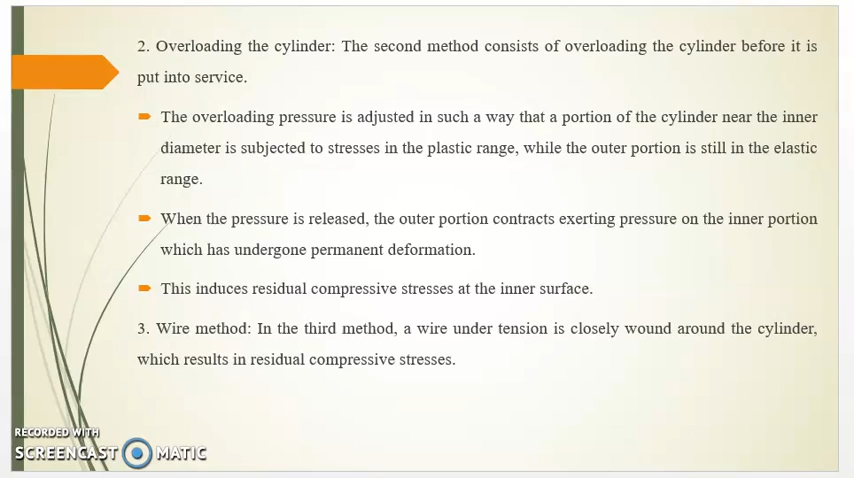 2. Overloading the cylinder: The second method consists of overloading the cylinder before it is
put into service.
The overloading pressure is adjusted in such a way that a portion of the cylinder near the inner
diameter is subjected to stresses in the plastic range, while the outer portion is still in the elastic
range.
When the pressure is released, the outer portion contracts exerting pressure on the inner portion
which has undergone permanent deformation.
This induces residual compressive stresses at the inner surface.
3. Wire method: In the third method, a wire under tension is closely wound around the cylinder,
which results in residual compressive stresses.
RECORDED WITH
SCREENCAST MATIC